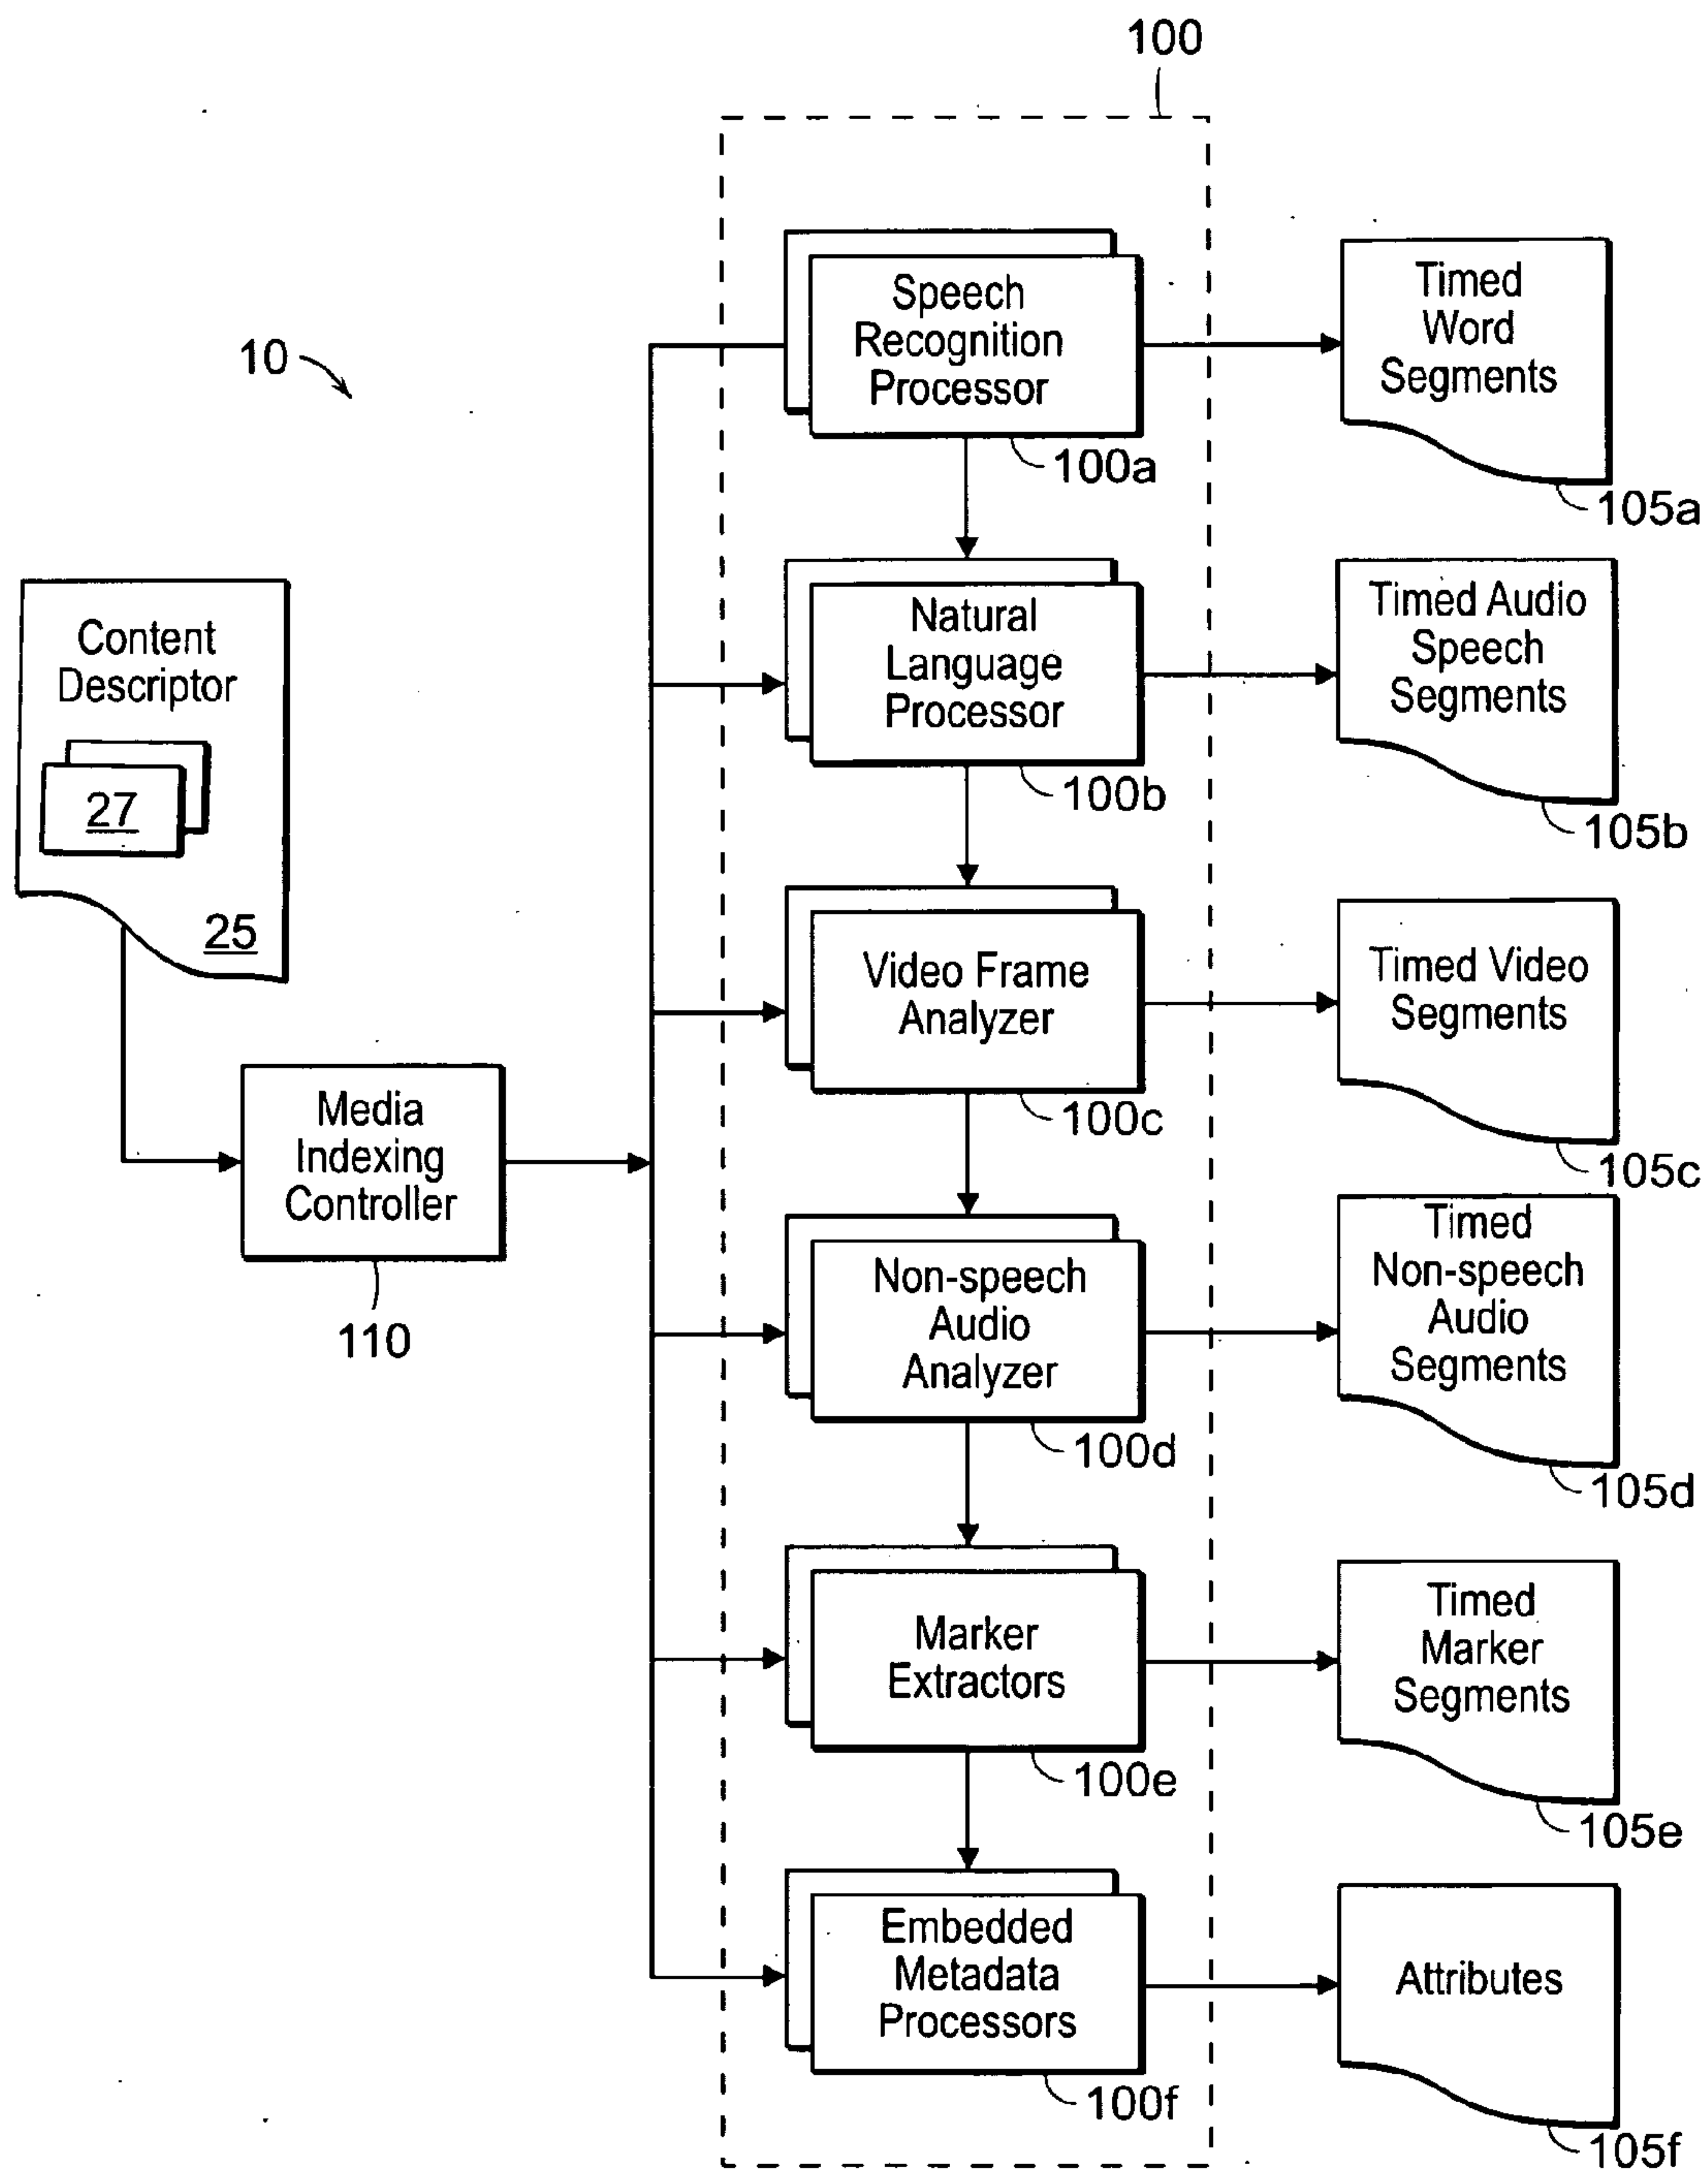 100
10
Speech
Recognition
Processor
100a
Timed
Word
Segments
105a
Content
Descriptor
27
25
Natural
Language
Processor
100b
Timed Audio
Speech
Segments
105b
Video Frame
Analyzer
100c
Timed Video
Segments
105c
Media
Indexing
Controller
110
Non-speech
Audio
Analyzer
100d
Timed
Non-speech
Audio
Segments
105d
Marker
Extractors
100e
Timed
Marker
Segments
105e
Embedded
Metadata
Processors
100f
Attributes
105f